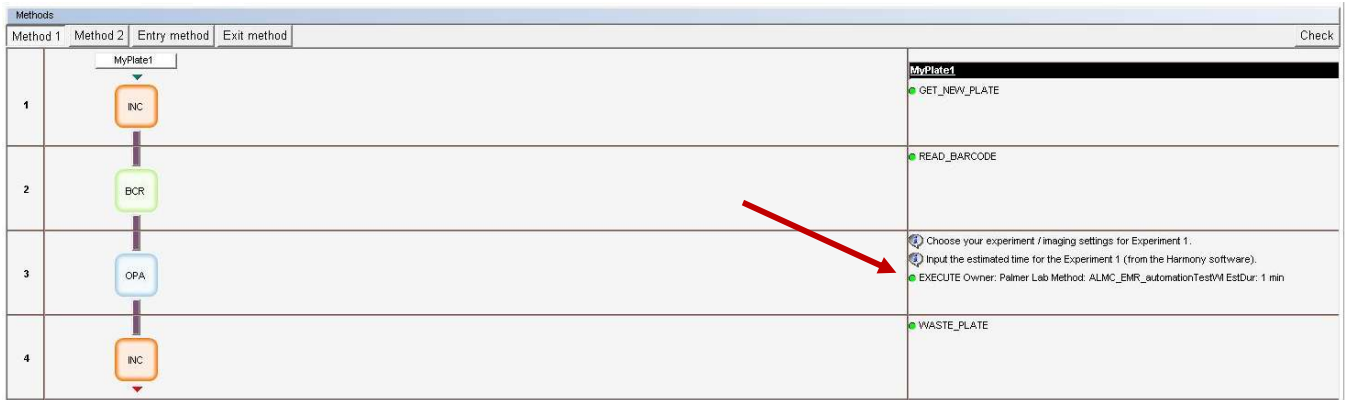 Methods
Method 1 Method 2 Entry method Exit method Check
MyPlate1
MyPlate1
1
INC
GET_NEW_PLATE
2
BCR
READ_BARCODE
3
OPA
Choose your experiment / imaging settings for Experiment 1.
Input the estimated time for the Experiment 1 (from the Harmony software).
EXECUTE Owner: Palmer Lab Method: ALMC_EMR_automationTestWI EstDur: 1 min
4
INC
WASTE_PLATE